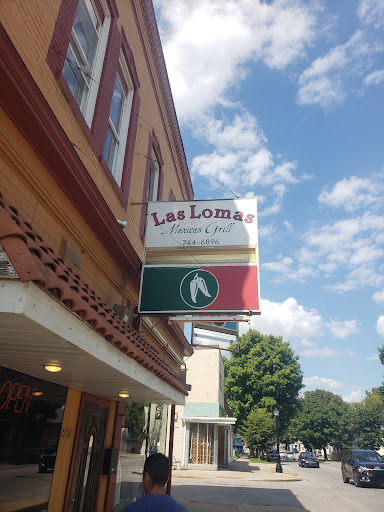 Las Lomas
Mexican Grill
744-6896
OPEN